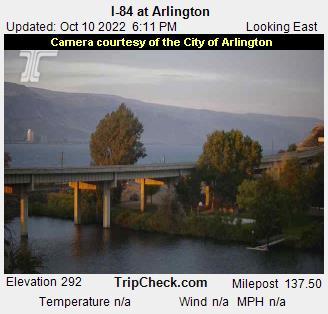 I-84 at Arlington
Updated: Oct 10 2022 6:11 PM Looking East
Camera courtesy of the City of Arlington
Elevation 292 TripCheck.com Milepost 137.50
Temperature n/a Wind n/a MPH n/a